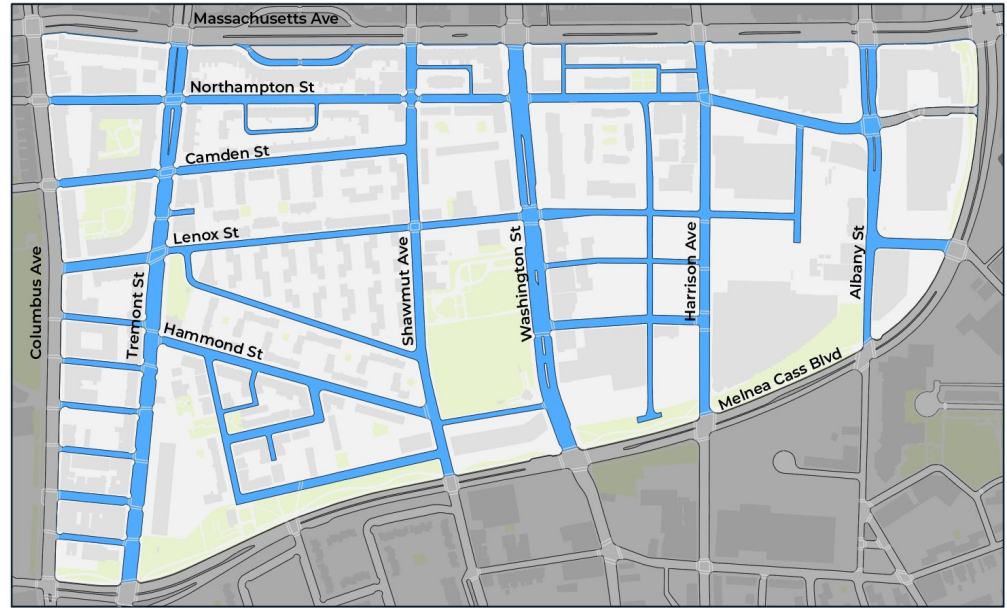 Massachusetts Ave
Northampton St
Camden St
Lenox St
Columbus Ave
Tremont St
Hammond St
Shawmut Ave
Washington St
Harrison Ave
Albany St
Melnea Cass Blvd